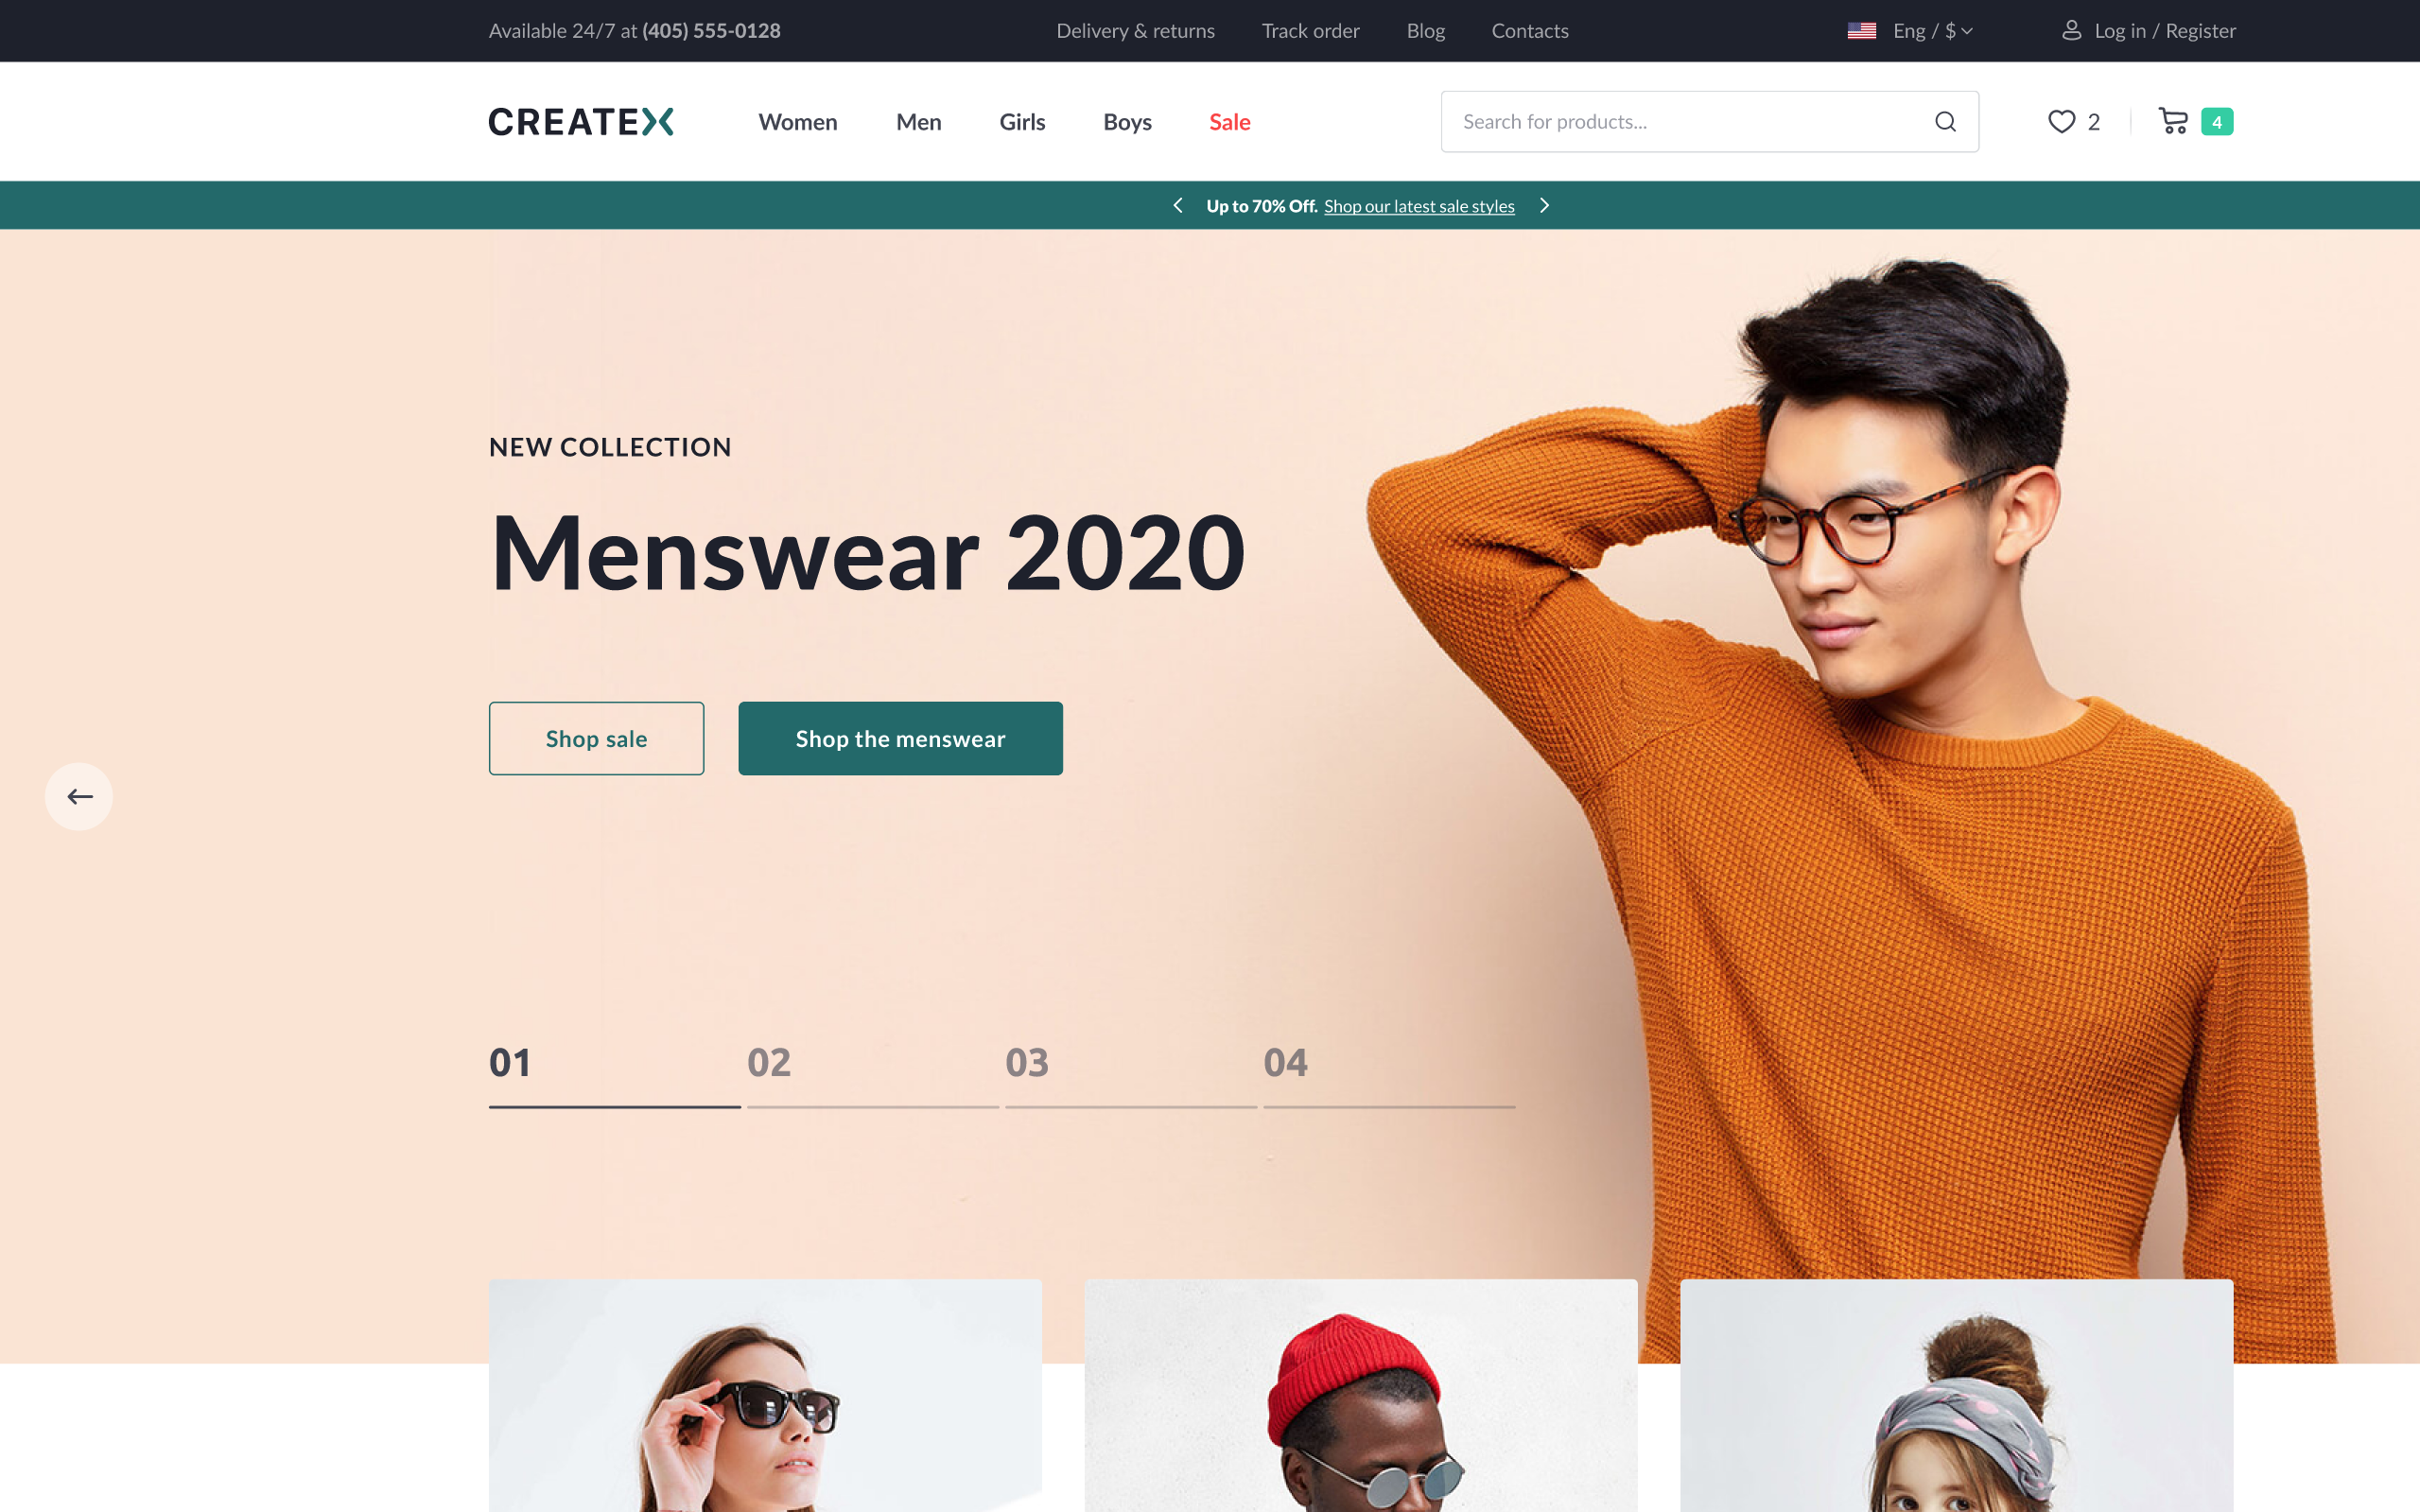 Available 24/7 at (405) 555-0128 Delivery & returns Track order Blog Contacts Eng / $ Log in / Register
CREATEX Women Men Girls Boys Sale Search for products... 2 4
Up to 70% Off. Shop our latest sale styles
NEW COLLECTION
Menswear 2020
Shop sale Shop the menswear
01 02 03 04